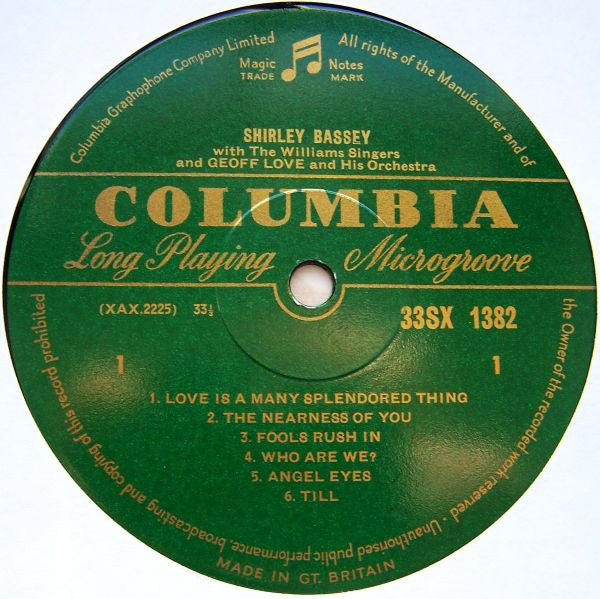 Columbia Graphophone Company Limited
All rights of the Manufacturer and of
the Owner of the recorded work reserved - Unauthorised public performance, broadcasting and copying of this record prohibited
Magic Notes
TRADE MARK
SHIRLEY BASSEY
with The Williams Singers
and GEOFF LOVE and His Orchestra
COLUMBIA
Long Playing Microgroove
(XAX.2225) 33⅓
33SX 1382
1 1
1. LOVE IS A MANY SPLENDORED THING
2. THE NEARNESS OF YOU
3. FOOLS RUSH IN
4. WHO ARE WE?
5. ANGEL EYES
6. TILL
MADE IN GT. BRITAIN